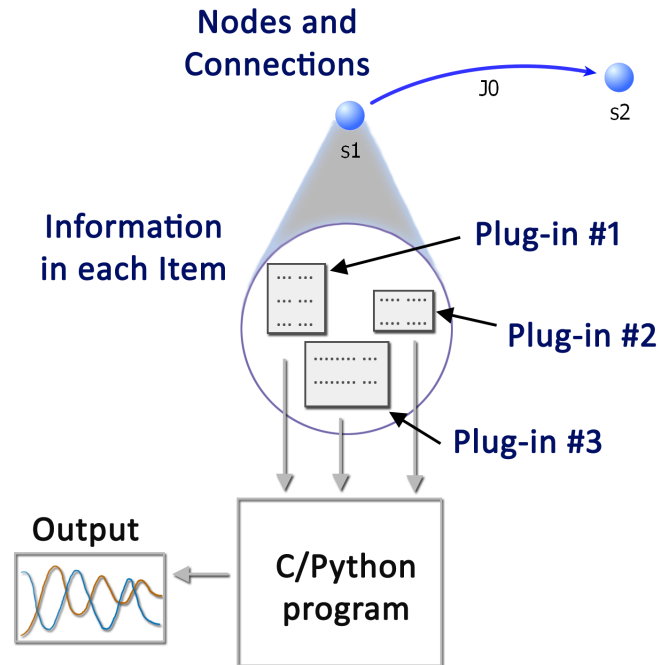 Nodes and
Connections
J0
s1
s2
Information
in each Item
Plug-in #1
Plug-in #2
Plug-in #3
Output
C/Python
program